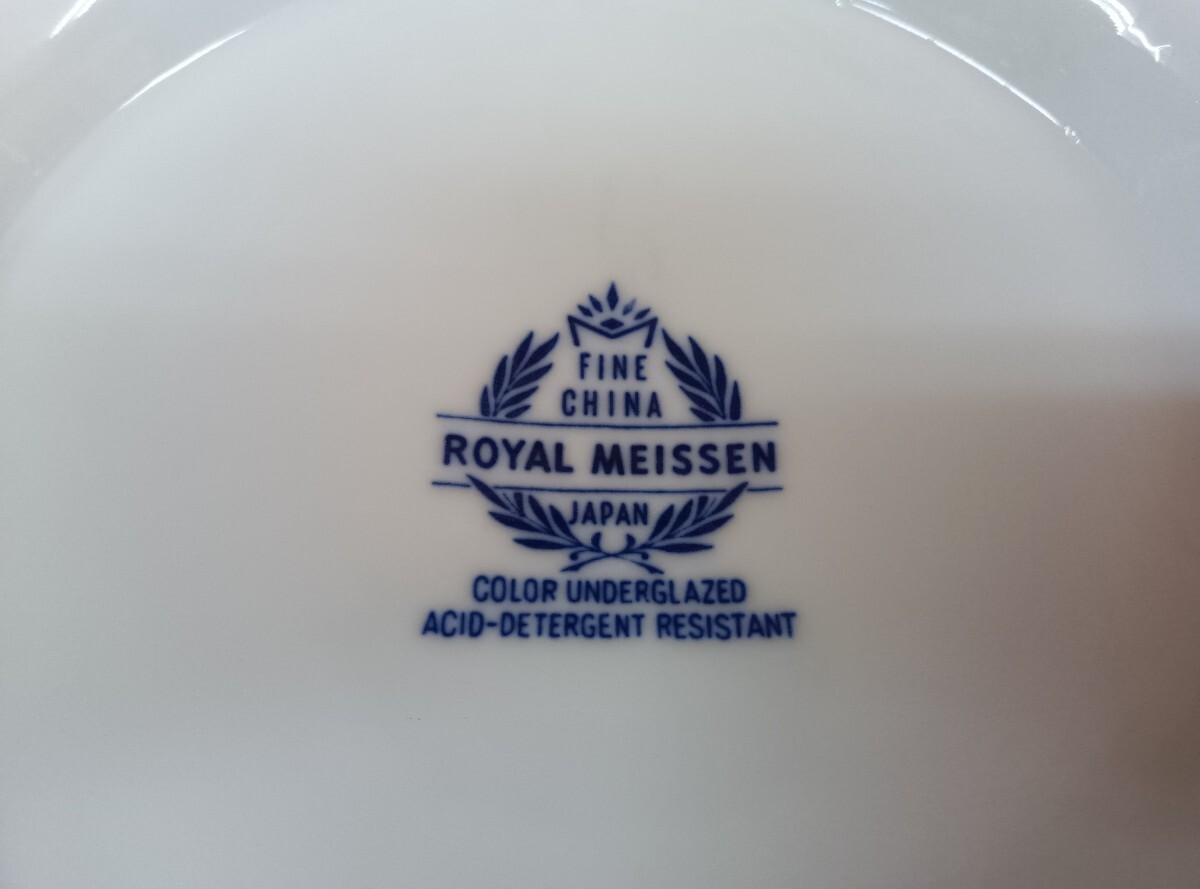 FINE
CHINA
ROYAL MEISSEN
JAPAN
COLOR UNDERGLAZED
ACID-DETERGENT RESISTANT